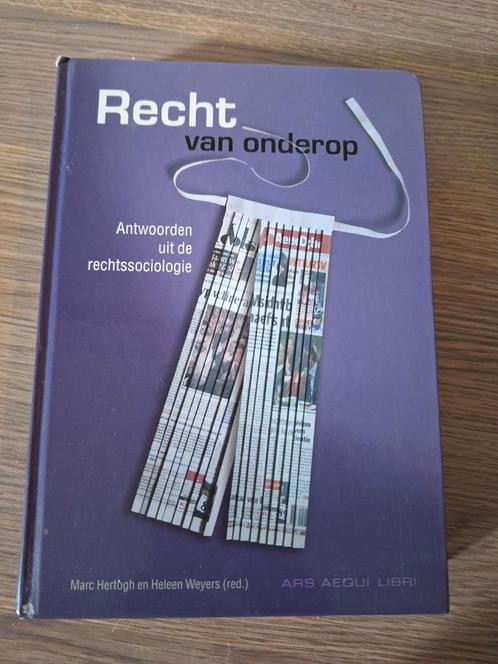 Recht
van onderop
Antwoorden
uit de
rechtssociologie
Marc Hertogh en Heleen Weyers (red.)
ARS AEQUI LIBRI